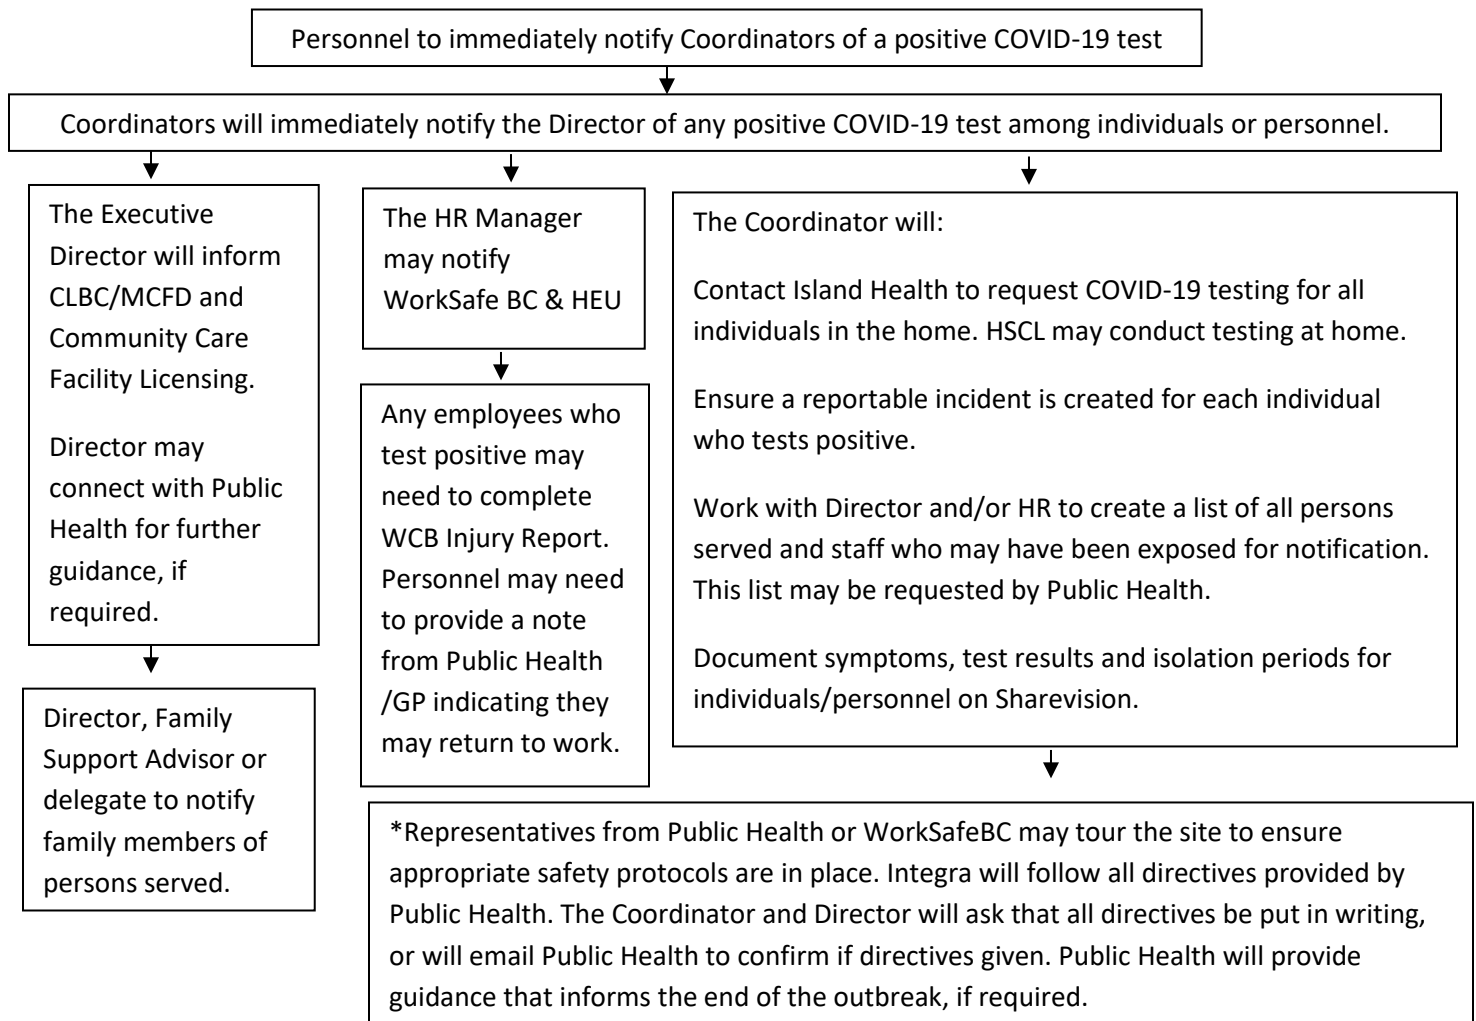 Personnel to immediately notify Coordinators of a positive COVID-19 test
Coordinators will immediately notify the Director of any positive COVID-19 test among individuals or personnel.
The Executive
Director will inform
CLBC/MCFD and
Community Care
Facility Licensing.
Director may
connect with Public
Health for further
guidance, if
required.
Director, Family
Support Advisor or
delegate to notify
family members of
persons served.
The HR Manager
may notify
WorkSafe BC & HEU
Any employees who
test positive may
need to complete
WCB Injury Report.
Personnel may need
to provide a note
from Public Health
/GP indicating they
may return to work.
The Coordinator will:
Contact Island Health to request COVID-19 testing for all
individuals in the home. HSCL may conduct testing at home.
Ensure a reportable incident is created for each individual
who tests positive.
Work with Director and/or HR to create a list of all persons
served and staff who may have been exposed for notification.
This list may be requested by Public Health.
Document symptoms, test results and isolation periods for
individuals/personnel on Sharevision.
*Representatives from Public Health or WorkSafeBC may tour the site to ensure
appropriate safety protocols are in place. Integra will follow all directives provided by
Public Health. The Coordinator and Director will ask that all directives be put in writing,
or will email Public Health to confirm if directives given. Public Health will provide
guidance that informs the end of the outbreak, if required.